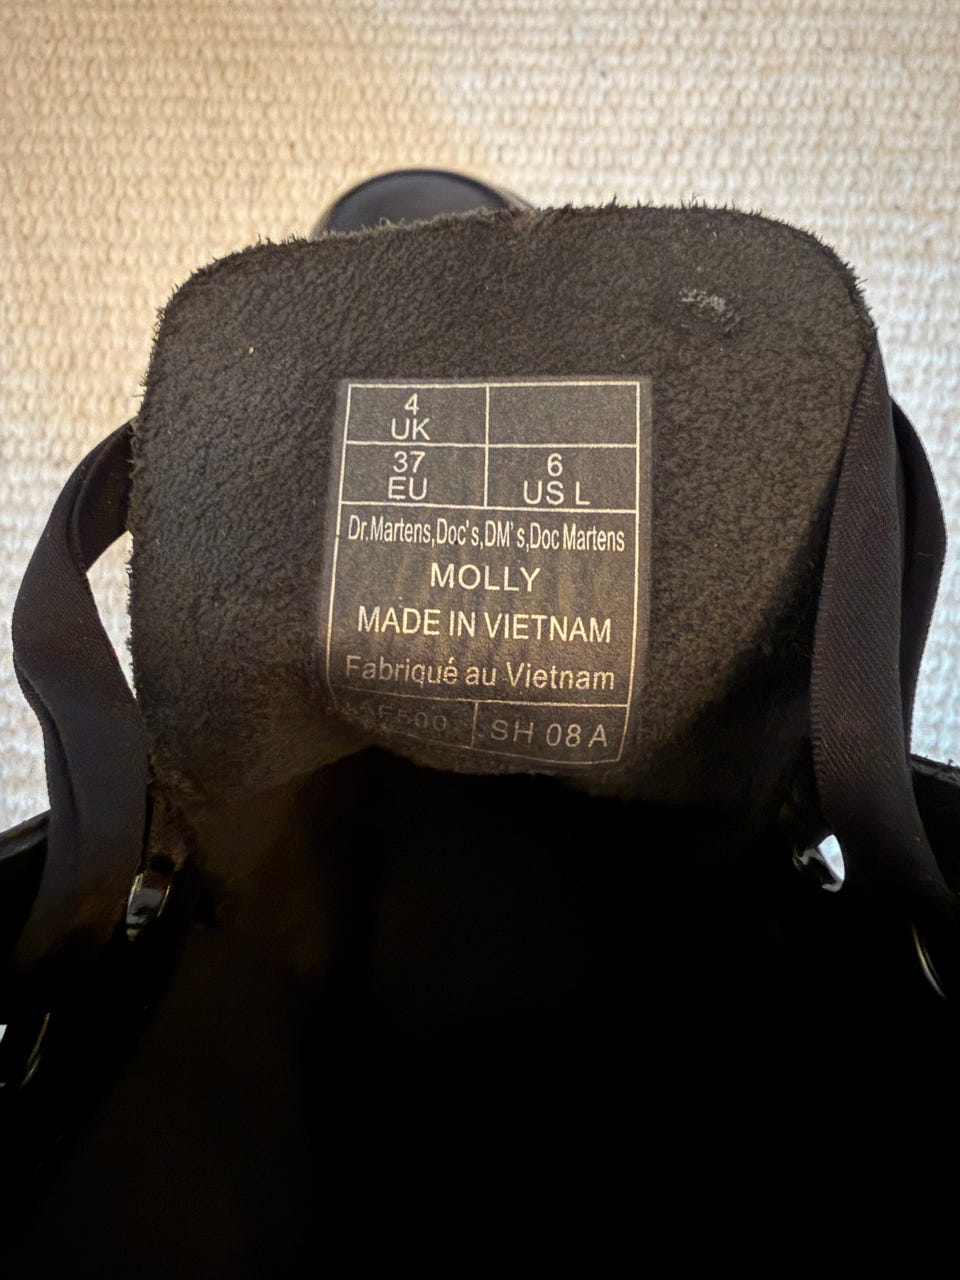 4
UK
37 6
EU US L
Dr.Martens,Doc's,DM's,Doc Martens
MOLLY
MADE IN VIETNAM
Fabriqué au Vietnam
SH 08 A